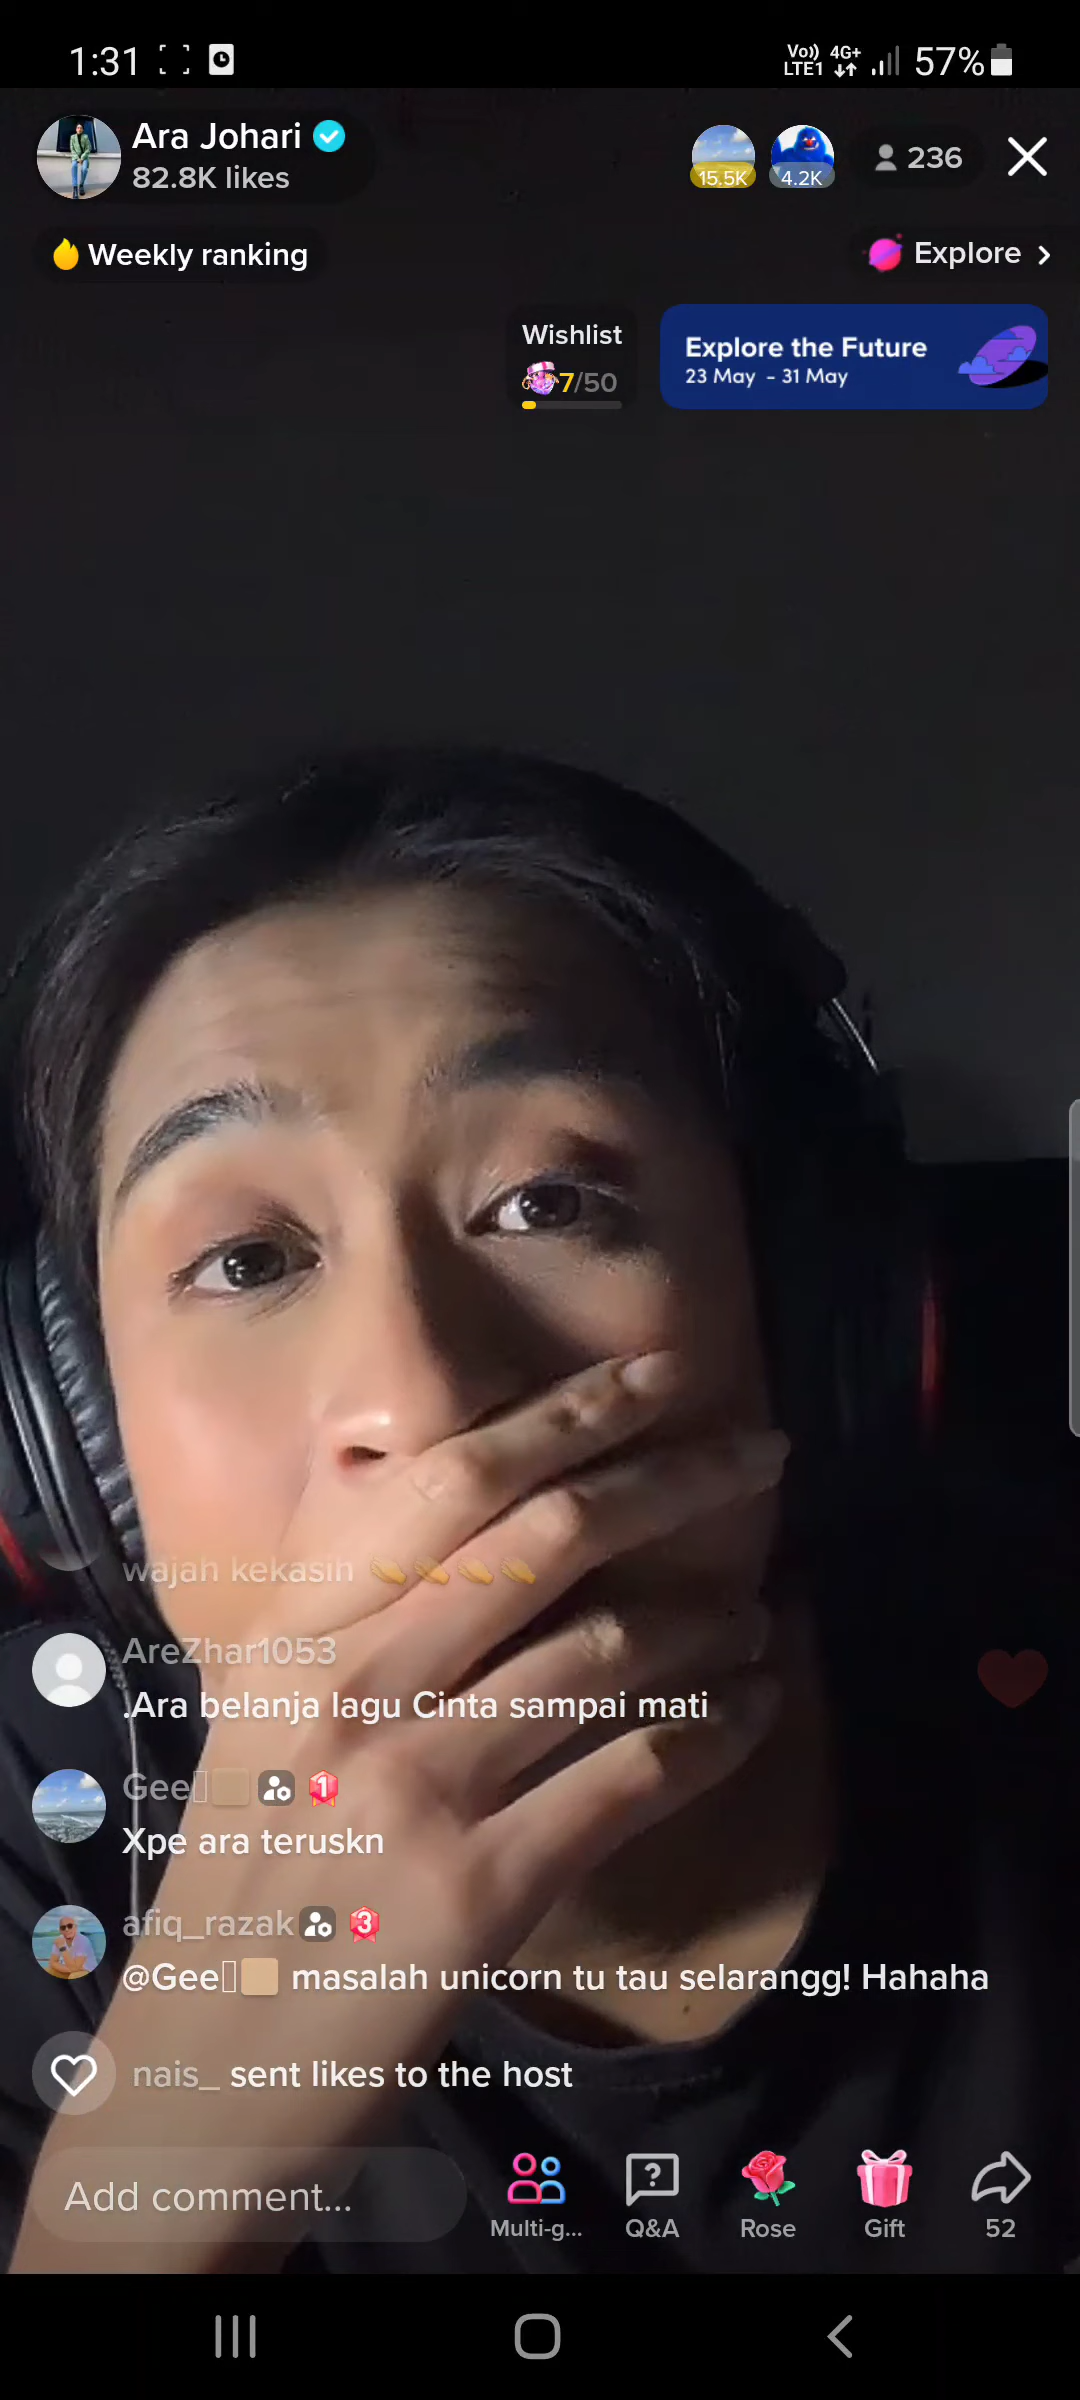 1:31
Vo)) LTE1 4G+ 57%
Ara Johari
82.8K likes
15.5K
4.2K
236
Weekly ranking
Explore
Wishlist
7/50
Explore the Future
23 May - 31 May
wajah kekasih 👏👏👏👏
AreZhar1053
.Ara belanja lagu Cinta sampai mati
Gee
1
Xpe ara teruskn
afiq_razak
3
@Gee masalah unicorn tu tau selarangg! Hahaha
nais_ sent likes to the host
Add comment...
Multi-g...
Q&A
Rose
Gift
52